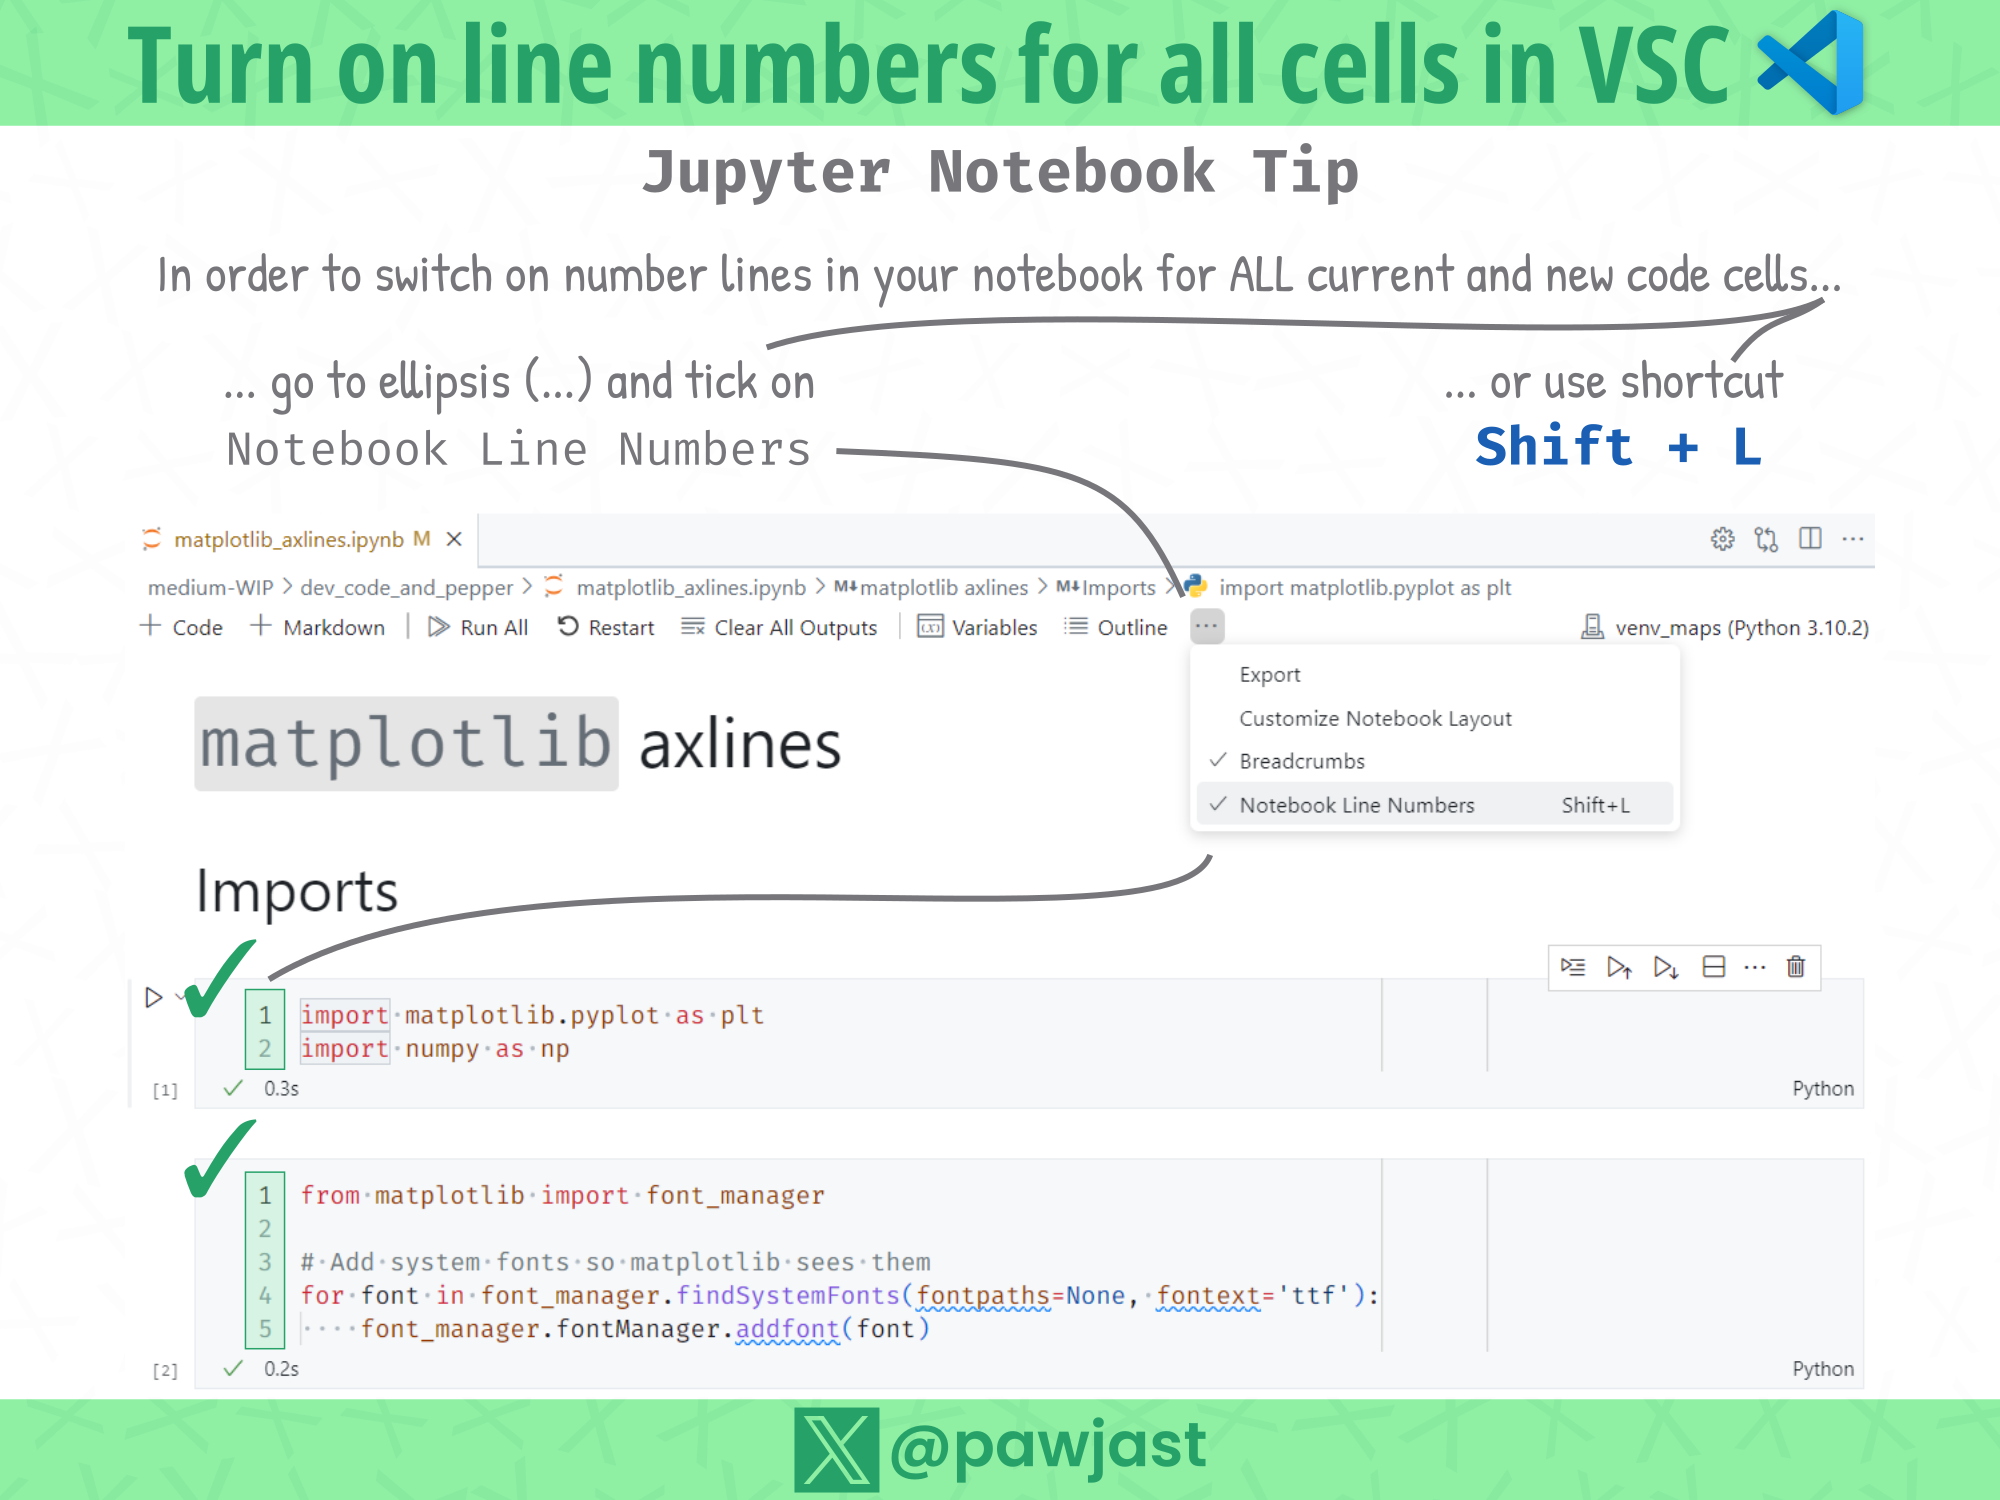 Turn on line numbers for all cells in VSC
Jupyter Notebook Tip
In order to switch on number lines in your notebook for ALL current and new code cells...
... go to ellipsis (...) and tick on
Notebook Line Numbers
... or use shortcut
Shift + L
matplotlib_axlines.ipynb M
medium-WIP > dev_code_and_pepper > matplotlib_axlines.ipynb > M↓matplotlib axlines > M↓Imports > import matplotlib.pyplot as plt
+ Code + Markdown | Run All Restart Clear All Outputs | Variables Outline ... venv_maps (Python 3.10.2)
Export
Customize Notebook Layout
Breadcrumbs
Notebook Line Numbers Shift+L
matplotlib axlines
Imports
1 import matplotlib.pyplot as plt
2 import numpy as np
[1] ✓ 0.3s Python
1 from matplotlib import font_manager
2
3 # Add system fonts so matplotlib sees them
4 for font in font_manager.findSystemFonts(fontpaths=None, fontext='ttf'):
5 ····font_manager.fontManager.addfont(font)
[2] ✓ 0.2s Python
@pawjast